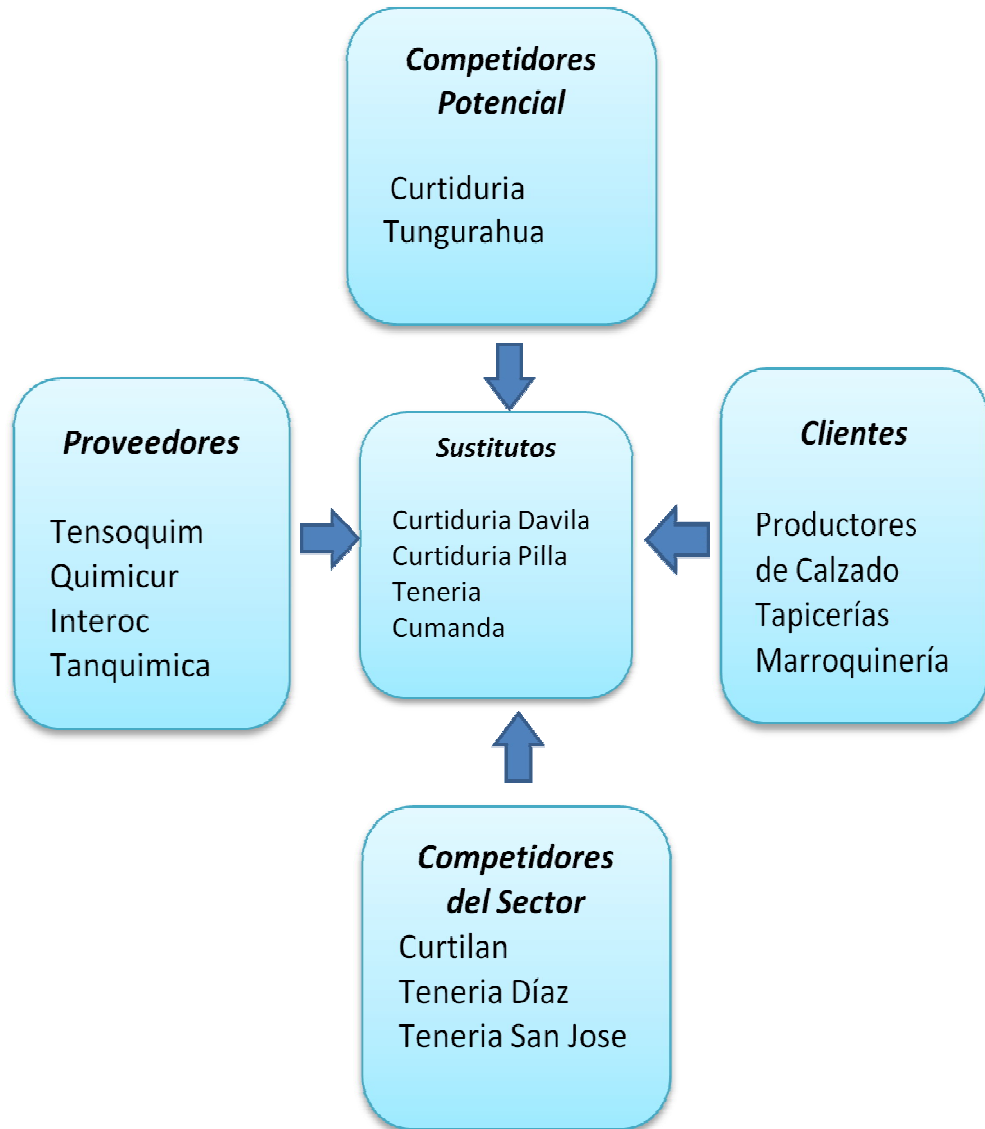 Competidores
Potencial
Curtiduria
Tungurahua
Proveedores
Tensoquim
Quimicur
Interoc
Tanquimica
Sustitutos
Curtiduria Davila
Curtiduria Pilla
Teneria
Cumanda
Clientes
Productores
de Calzado
Tapicerías
Marroquinería
Competidores
del Sector
Curtilan
Teneria Díaz
Teneria San Jose